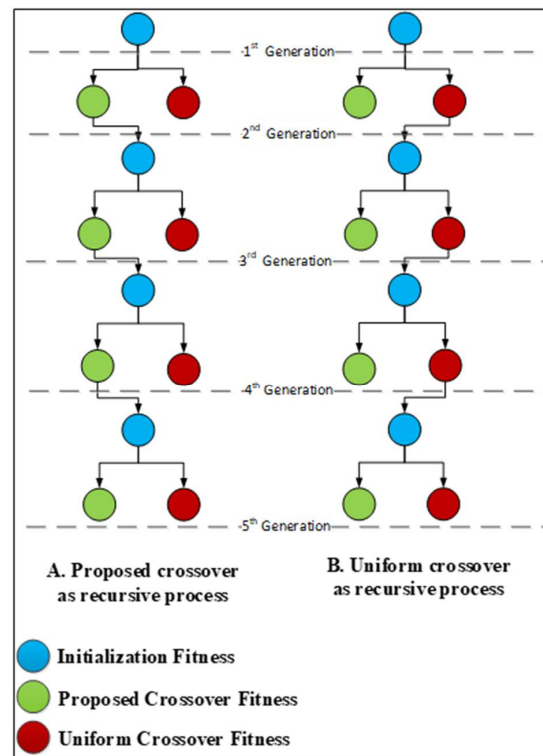 -1st Generation
2nd Generation
3rd Generation
-4th Generation
-5th Generation
A. Proposed crossover
as recursive process
B. Uniform crossover
as recursive process
Initialization Fitness
Proposed Crossover Fitness
Uniform Crossover Fitness